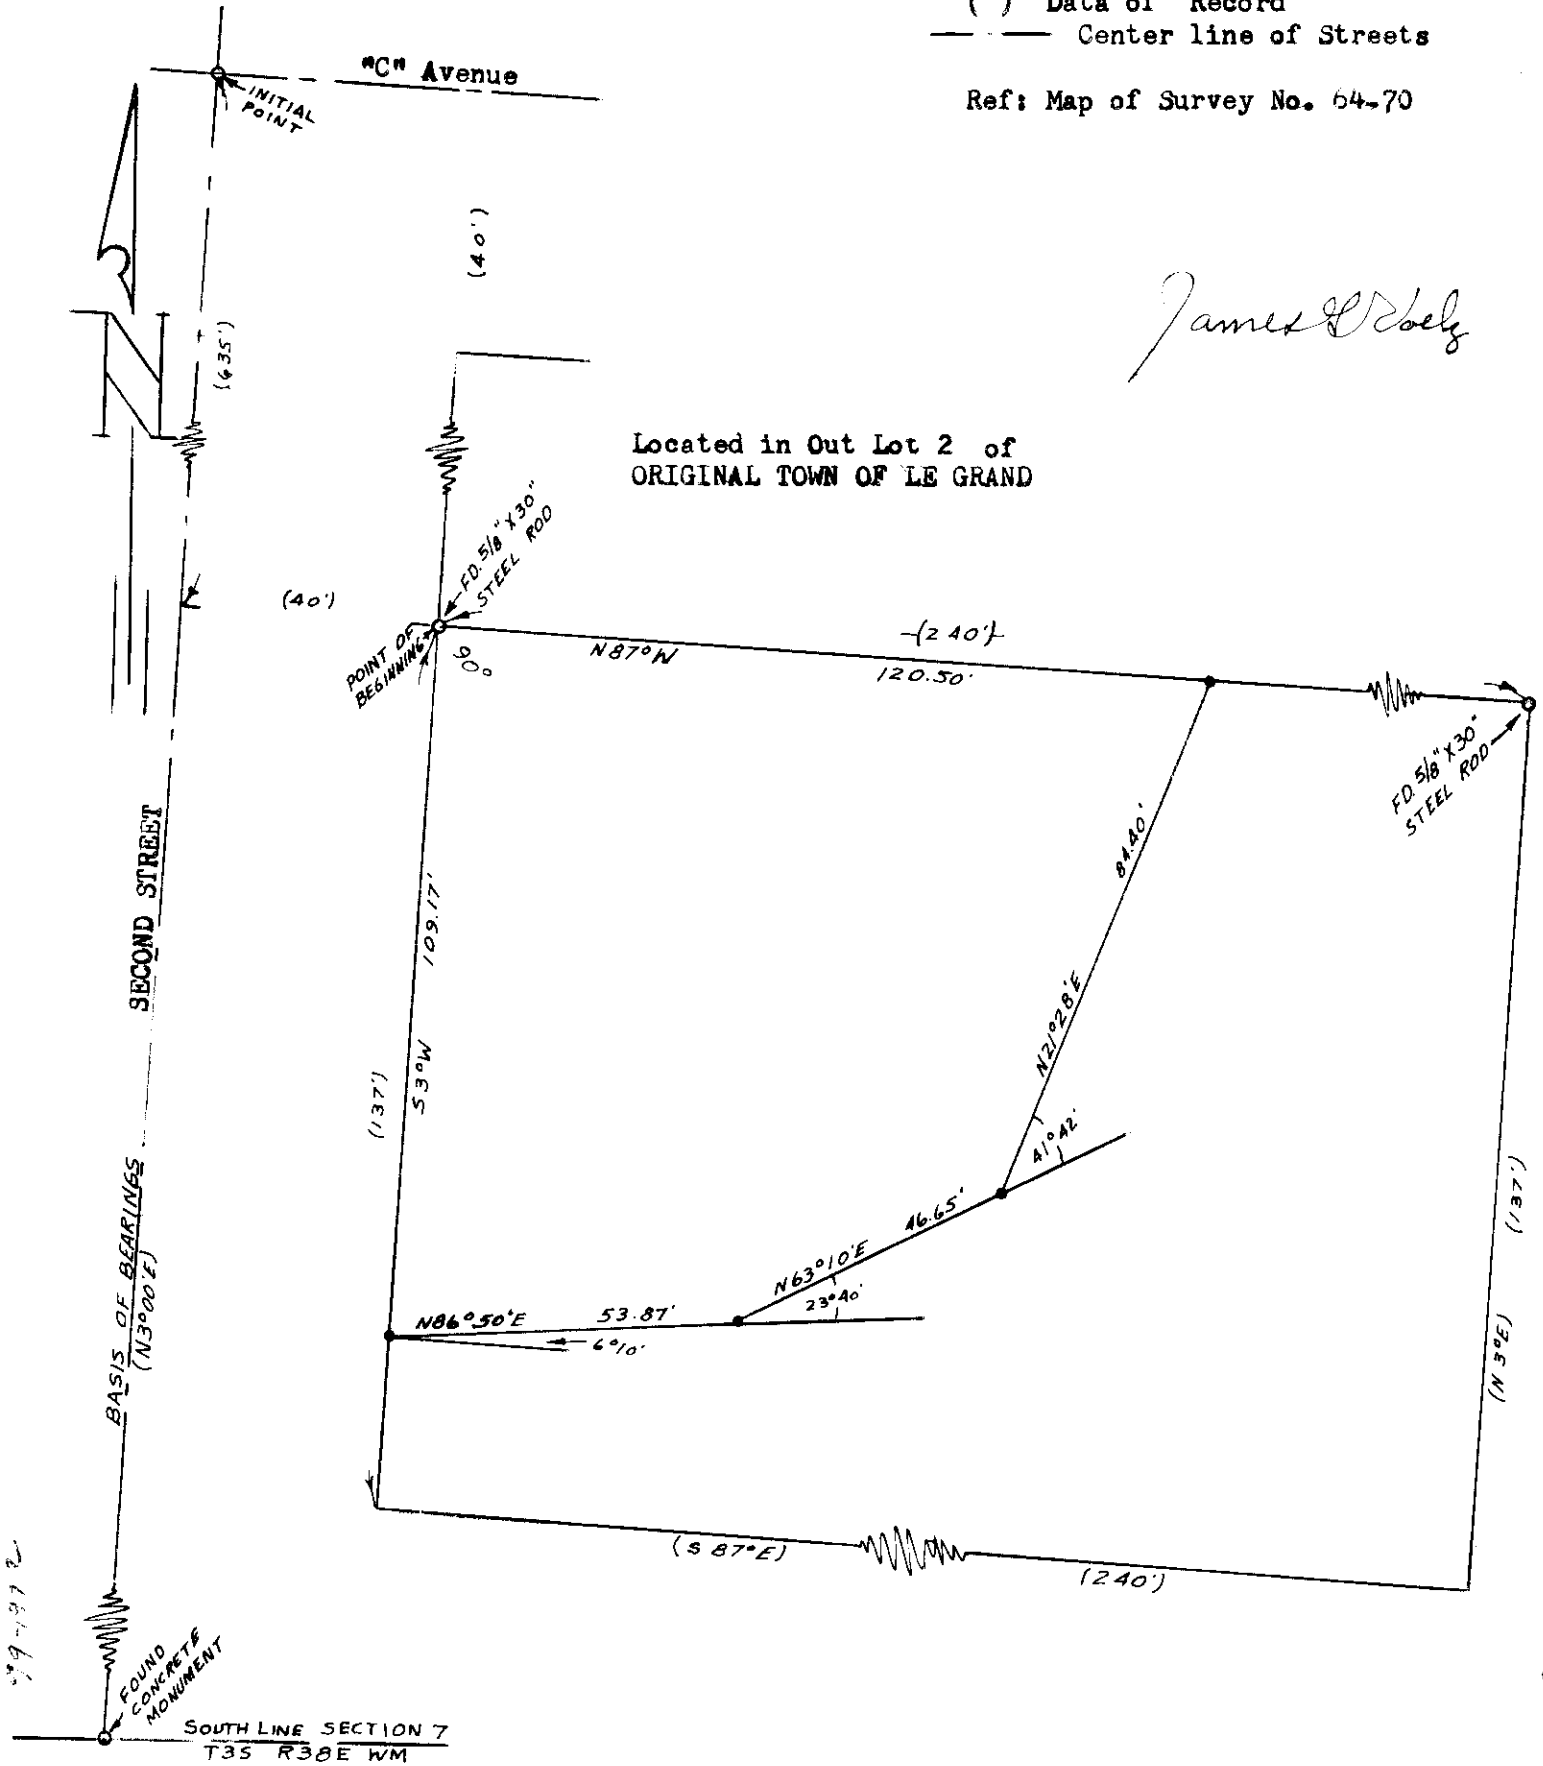 ( ) Data of Record
Center line of Streets
Ref: Map of Survey No. 64-70
"C" Avenue
INITIAL
POINT
(40')
(635')
N
Located in Out Lot 2 of
ORIGINAL TOWN OF LE GRAND
FD. 5/8" X 30"
STEEL ROD
(40')
POINT OF
BEGINNING
90°
N87°W
(240')
120.50'
FD. 5/8" X 30"
STEEL ROD
SECOND STREET
109.17'
S3°W
(137')
84.40'
N21°28'E
41°42'
46.65'
N63°10'E
23°40'
N86°50'E
53.87'
6°10'
(137')
(N 3°E)
BASIS OF BEARINGS
(N3°00'E)
(S 87°E)
(240')
FOUND
CONCRETE
MONUMENT
SOUTH LINE SECTION 7
T3S R38E WM